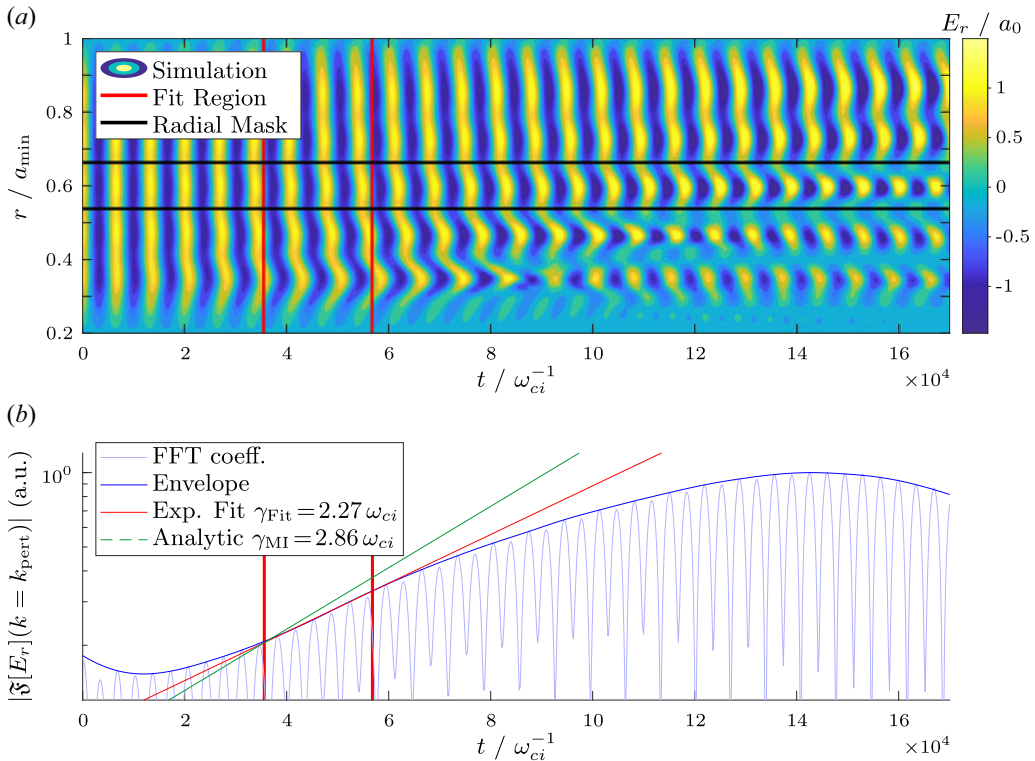 (a)
E_r / a_0
Simulation
Fit Region
Radial Mask
r / a_min
1
0.8
0.6
0.4
0.2
0 2 4 6 8 10 12 14 16
t / ω_ci^-1
×10^4
1
0.5
0
-0.5
-1
(b)
FFT coeff.
Envelope
Exp. Fit γ_Fit = 2.27 ω_ci
Analytic γ_MI = 2.86 ω_ci
|𝔉[E_r](k = k_pert)| (a.u.)
10^0
0 2 4 6 8 10 12 14 16
t / ω_ci^-1
×10^4